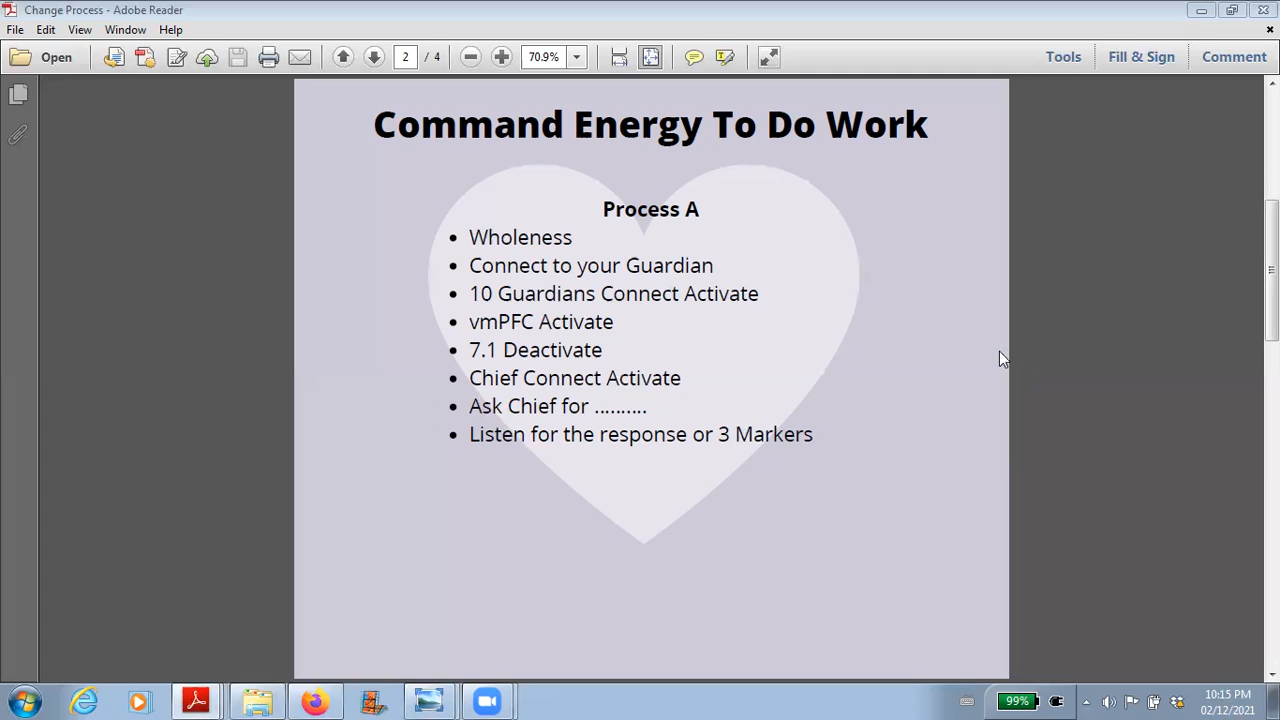 Change Process - Adobe Reader
File Edit View Window Help
Open 2 / 4 70.9% Tools Fill & Sign Comment
Command Energy To Do Work
Process A
• Wholeness
• Connect to your Guardian
• 10 Guardians Connect Activate
• vmPFC Activate
• 7.1 Deactivate
• Chief Connect Activate
• Ask Chief for ..........
• Listen for the response or 3 Markers
99% 10:15 PM
02/12/2021